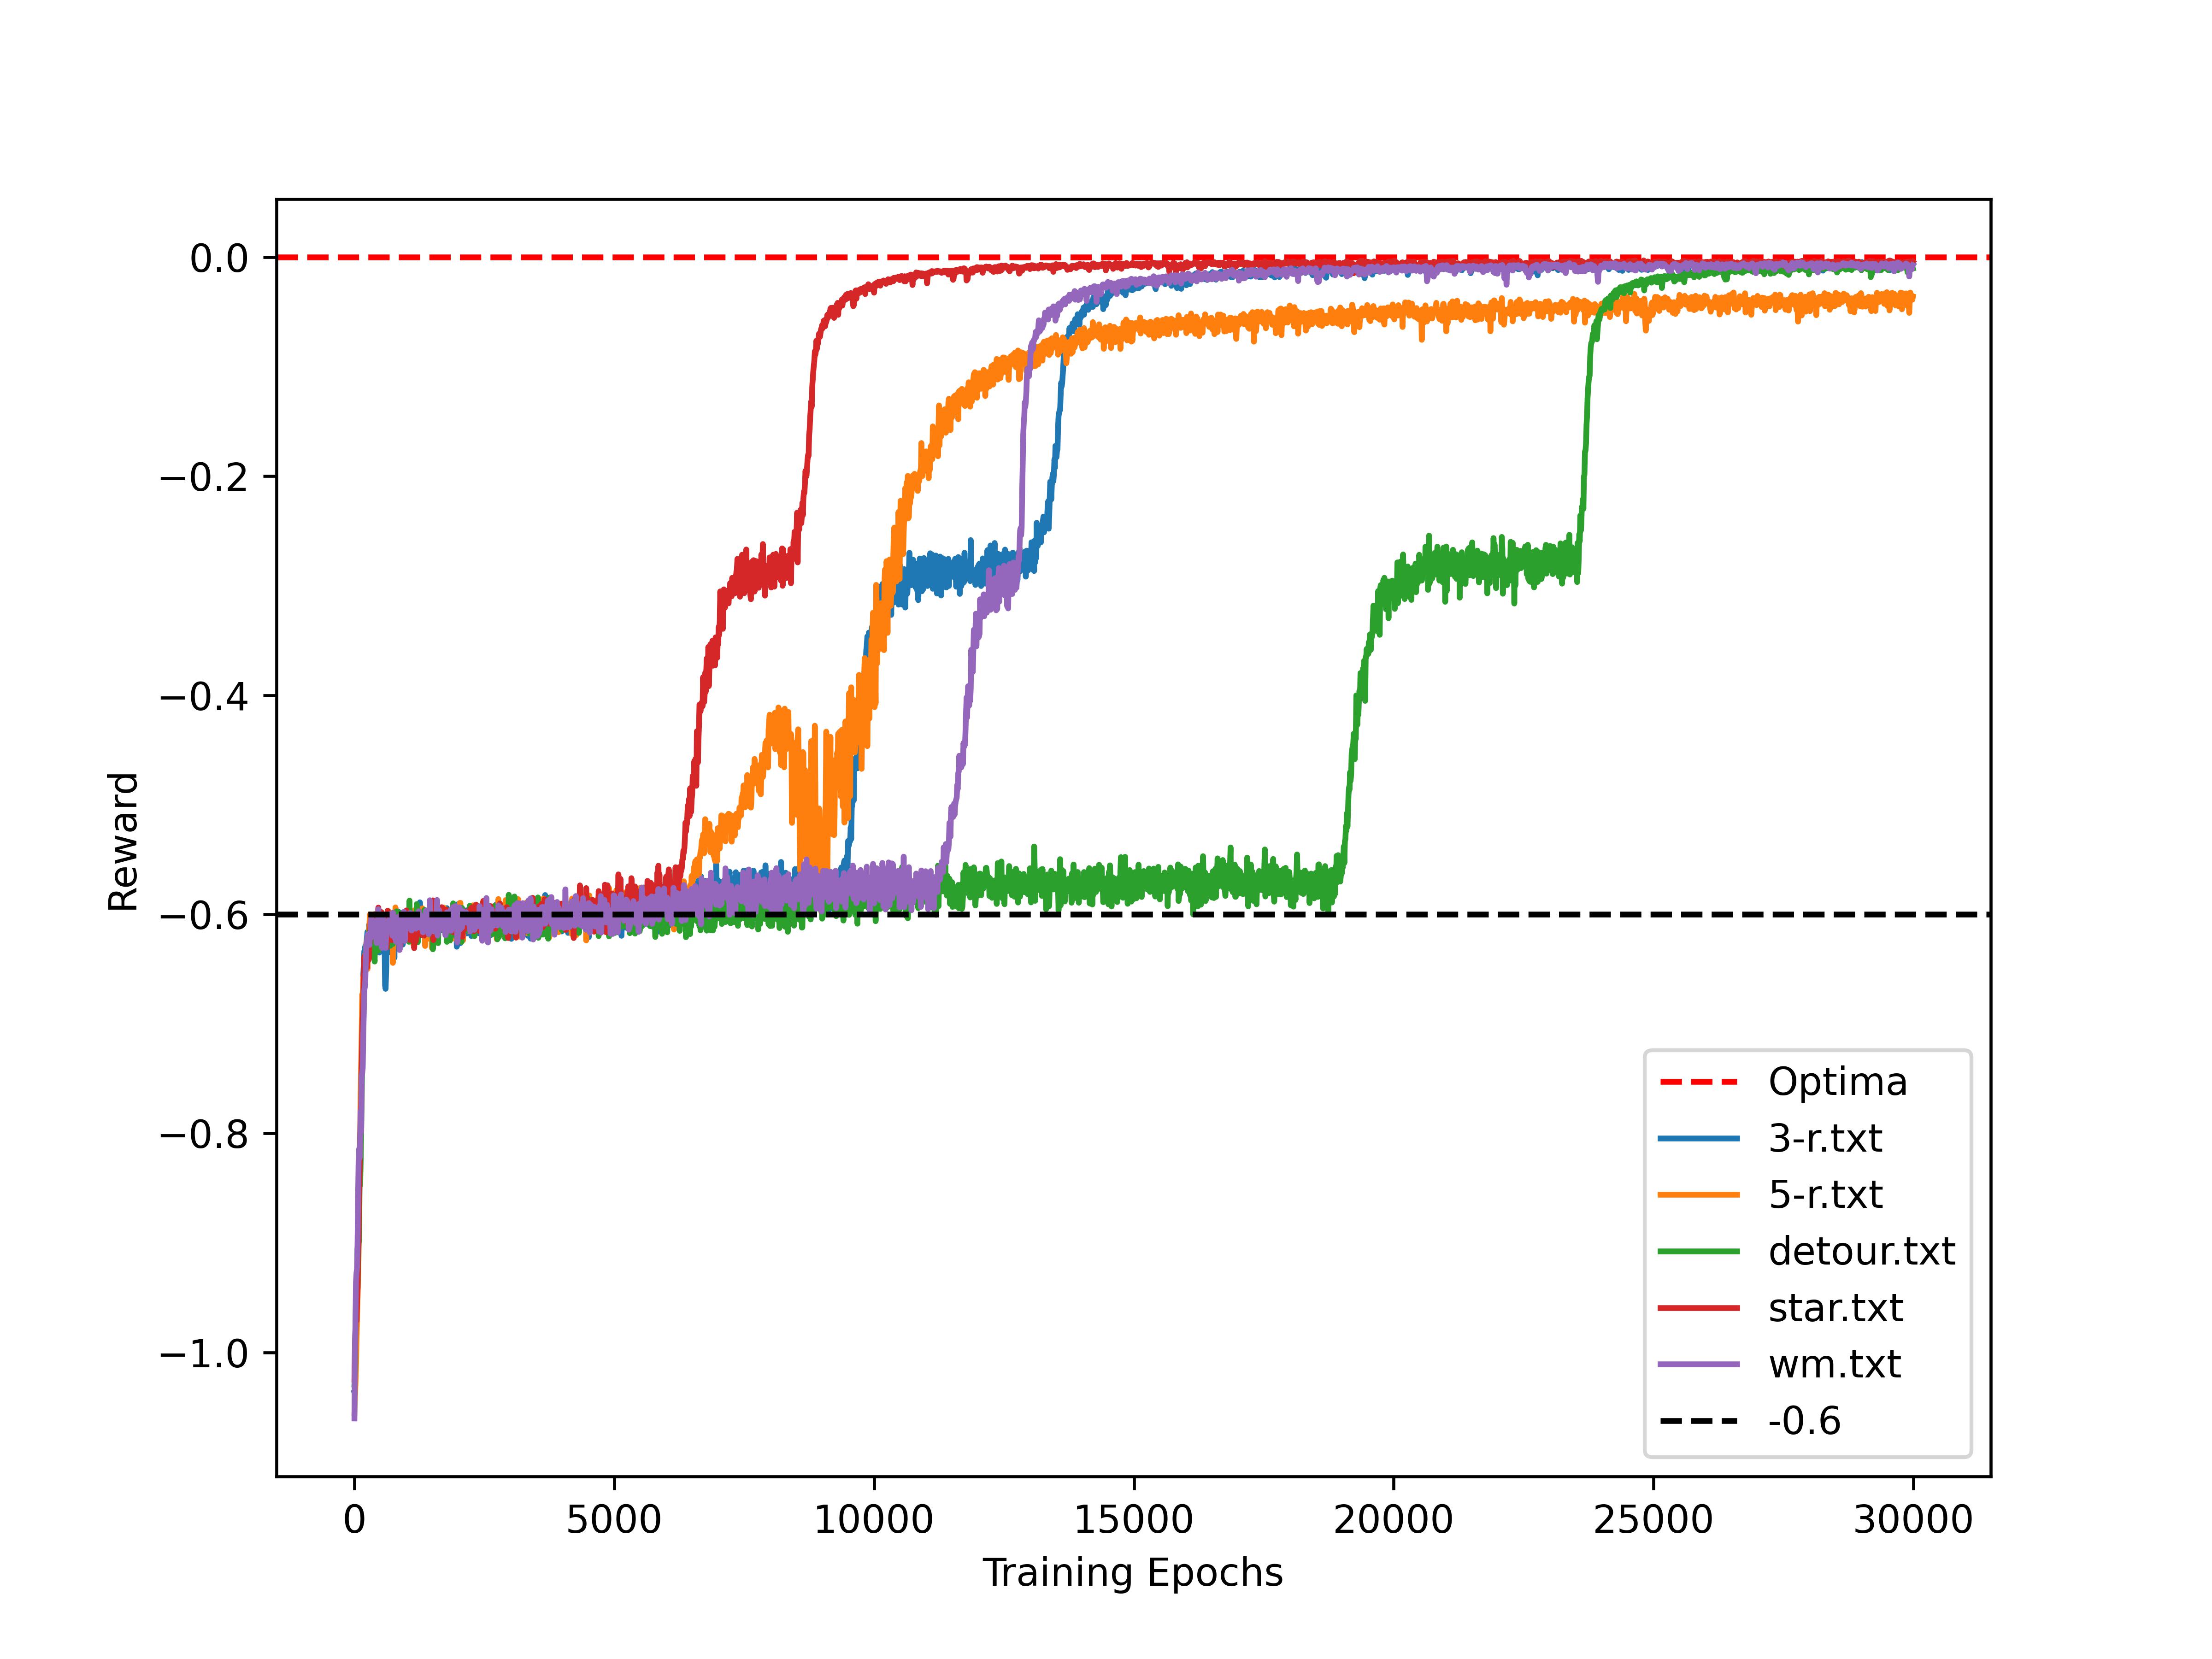 0.0
−0.2
−0.4
−0.6
−0.8
−1.0
Reward
0
5000
10000
15000
20000
25000
30000
Training Epochs
Optima
3-r.txt
5-r.txt
detour.txt
star.txt
wm.txt
-0.6